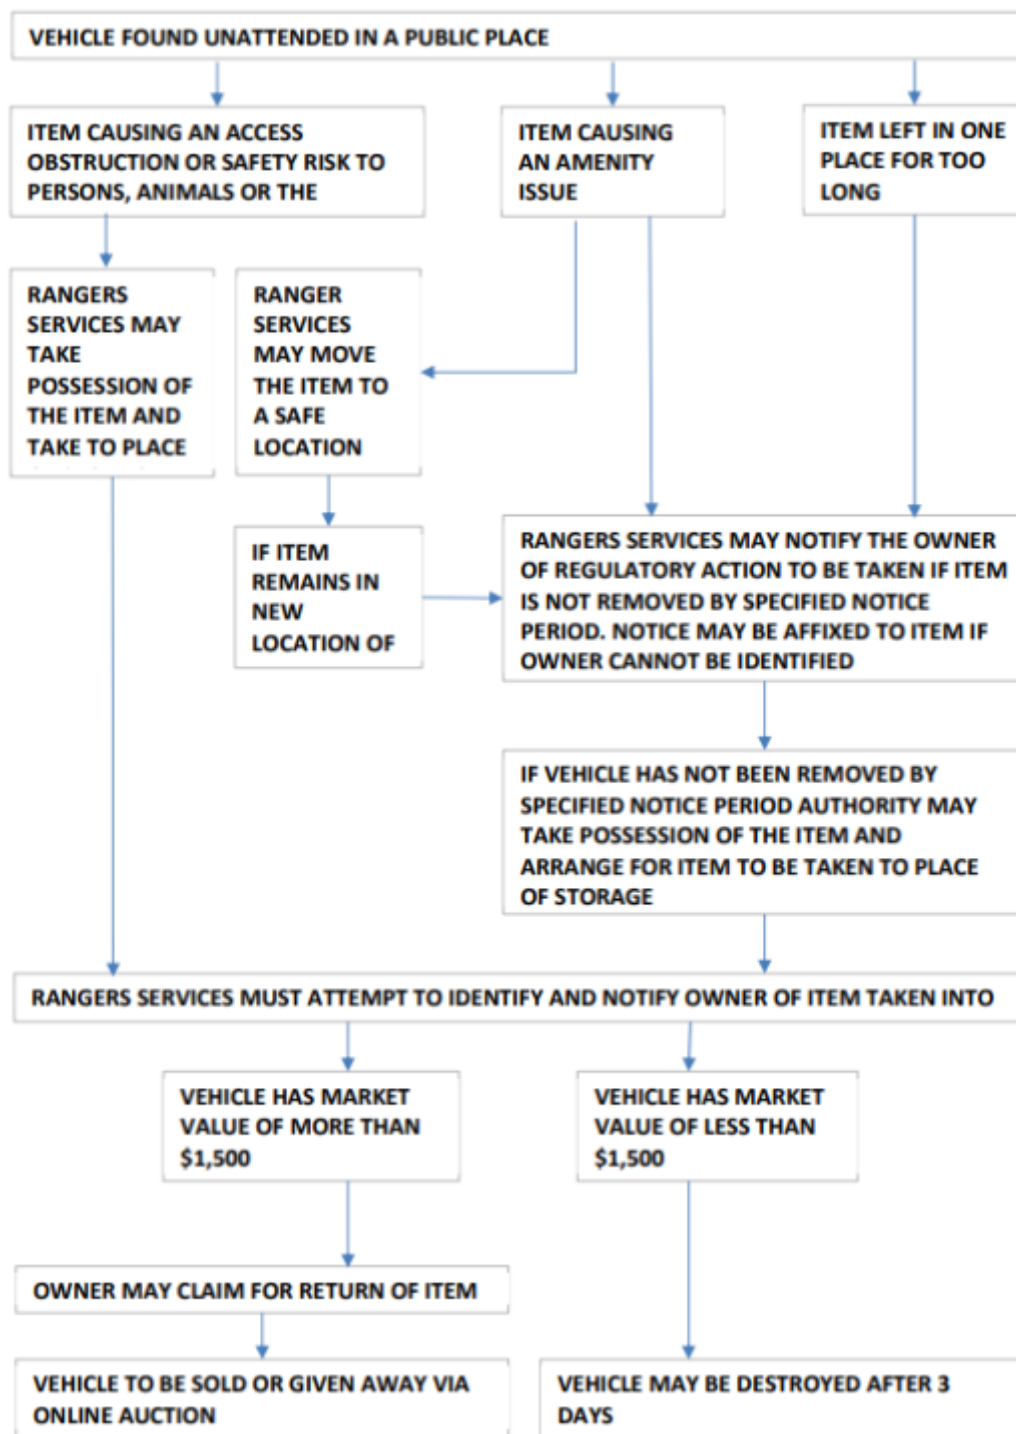 VEHICLE FOUND UNATTENDED IN A PUBLIC PLACE
ITEM CAUSING AN ACCESS
OBSTRUCTION OR SAFETY RISK TO
PERSONS, ANIMALS OR THE
ITEM CAUSING
AN AMENITY
ISSUE
ITEM LEFT IN ONE
PLACE FOR TOO
LONG
RANGERS
SERVICES MAY
TAKE
POSSESSION OF
THE ITEM AND
TAKE TO PLACE
RANGER
SERVICES
MAY MOVE
THE ITEM TO
A SAFE
LOCATION
IF ITEM
REMAINS IN
NEW
LOCATION OF
RANGERS SERVICES MAY NOTIFY THE OWNER
OF REGULATORY ACTION TO BE TAKEN IF ITEM
IS NOT REMOVED BY SPECIFIED NOTICE
PERIOD. NOTICE MAY BE AFFIXED TO ITEM IF
OWNER CANNOT BE IDENTIFIED
IF VEHICLE HAS NOT BEEN REMOVED BY
SPECIFIED NOTICE PERIOD AUTHORITY MAY
TAKE POSSESSION OF THE ITEM AND
ARRANGE FOR ITEM TO BE TAKEN TO PLACE
OF STORAGE
RANGERS SERVICES MUST ATTEMPT TO IDENTIFY AND NOTIFY OWNER OF ITEM TAKEN INTO
VEHICLE HAS MARKET
VALUE OF MORE THAN
$1,500
VEHICLE HAS MARKET
VALUE OF LESS THAN
$1,500
OWNER MAY CLAIM FOR RETURN OF ITEM
VEHICLE TO BE SOLD OR GIVEN AWAY VIA
ONLINE AUCTION
VEHICLE MAY BE DESTROYED AFTER 3
DAYS